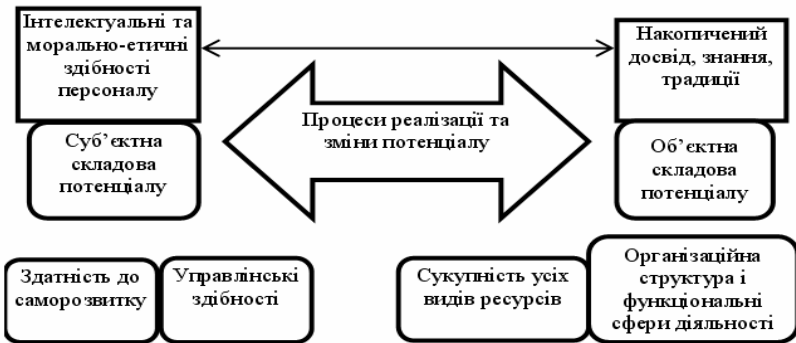 Інтелектуальні та
морально-етичні
здібності
персоналу
Накопичений
досвід, знання,
традиції
Процеси реалізації та
зміни потенціалу
Суб’єктна
складова
потенціалу
Об’єктна
складова
потенціалу
Здатність до
саморозвитку
Управлінські
здібності
Сукупність усіх
видів ресурсів
Організаційна
структура і
функціональні
сфери діяльності